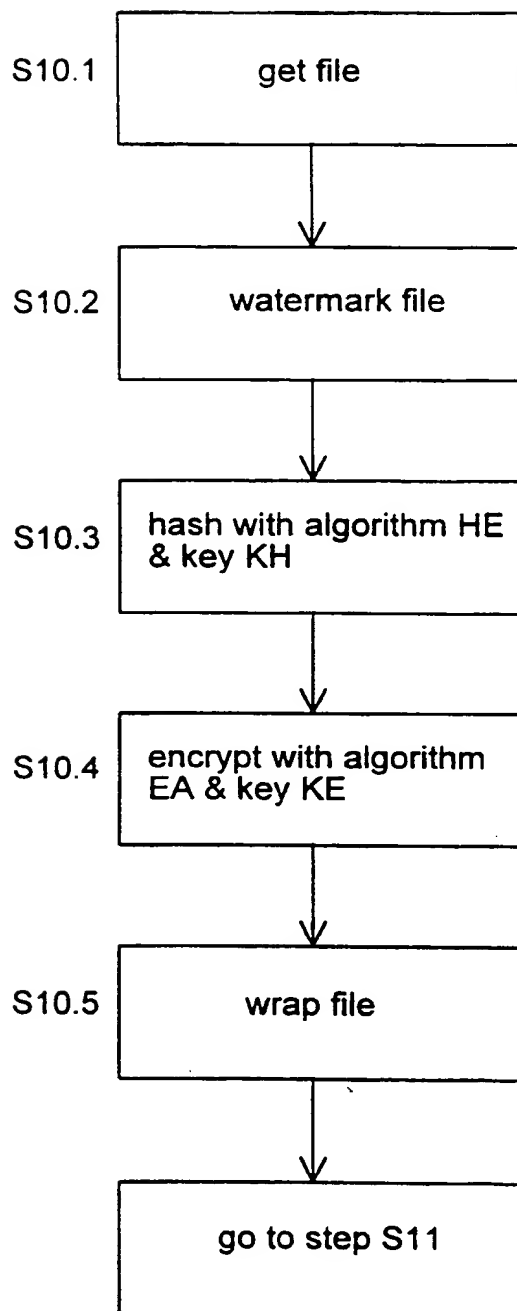 S10.1
get file
S10.2
watermark file
S10.3
hash with algorithm HE
& key KH
S10.4
encrypt with algorithm
EA & key KE
S10.5
wrap file
go to step S11